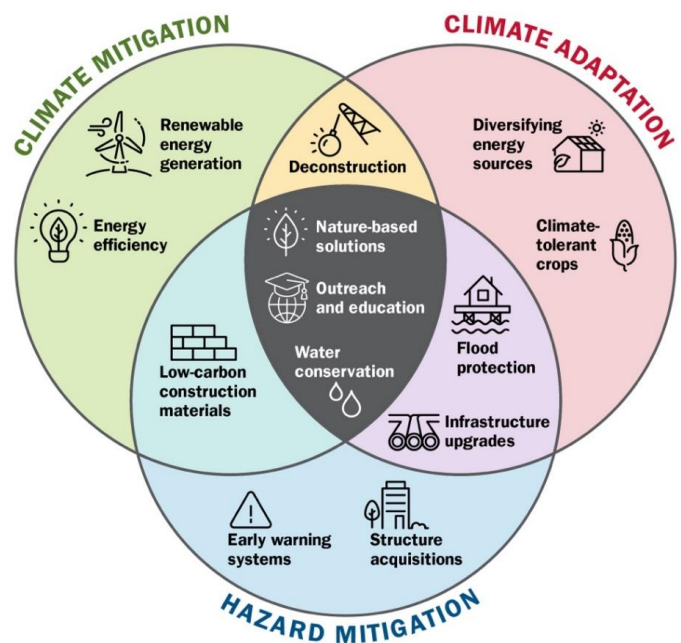 CLIMATE MITIGATION
CLIMATE ADAPTATION
Renewable
energy
generation
Energy
efficiency
Deconstruction
Diversifying
energy
sources
Climate-
tolerant
crops
Nature-based
solutions
Outreach
and education
Water
conservation
Low-carbon
construction
materials
Flood
protection
Infrastructure
upgrades
Early warning
systems
Structure
acquisitions
HAZARD MITIGATION